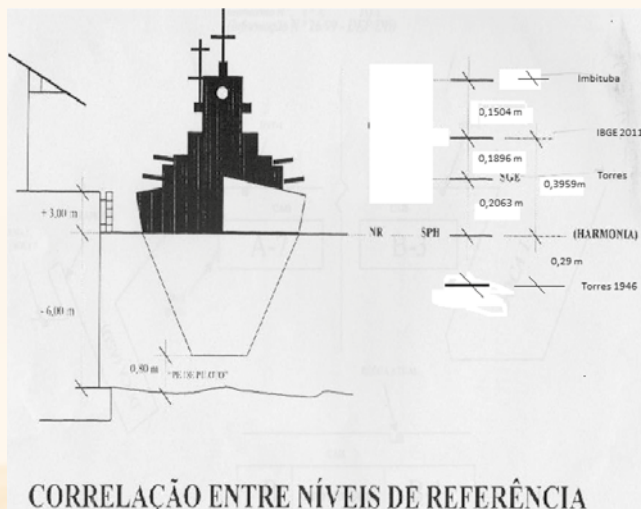 Imbituba
0,1504 m
IBGE 2011
0,1896 m
SGE
Torres
0,3959m
0,2063 m
+ 3,00 m
NR
SPH
(HARMONIA)
0,29 m
Torres 1946
- 6,00 m
0,80 m
"PE DE PILOTO"
CORRELAÇÃO ENTRE NÍVEIS DE REFERÊNCIA